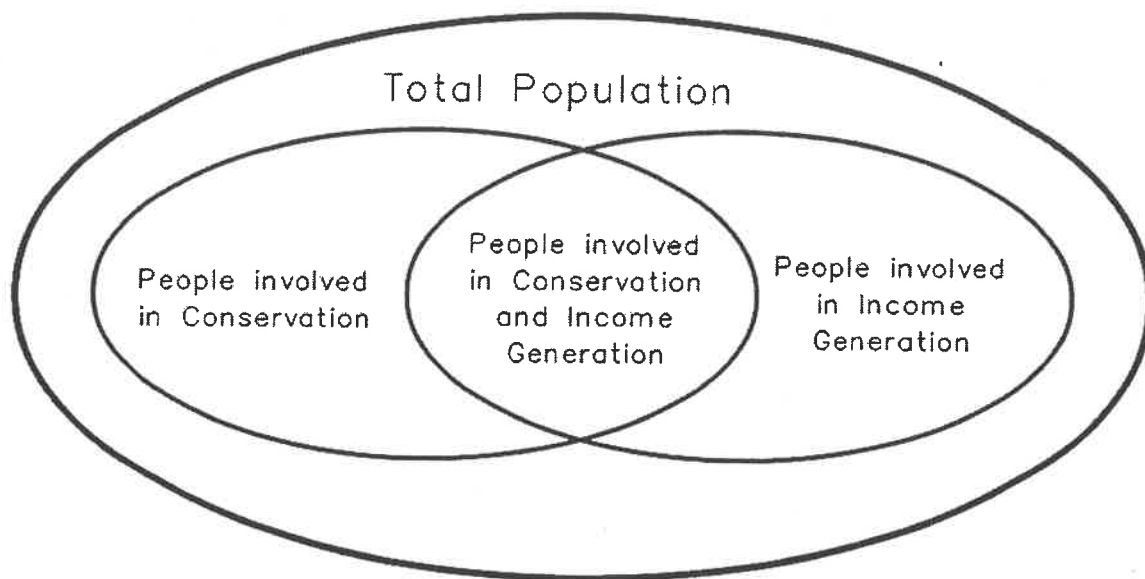 Total Population
People involved
in Conservation
People involved
in Conservation
and Income
Generation
People involved
in Income
Generation